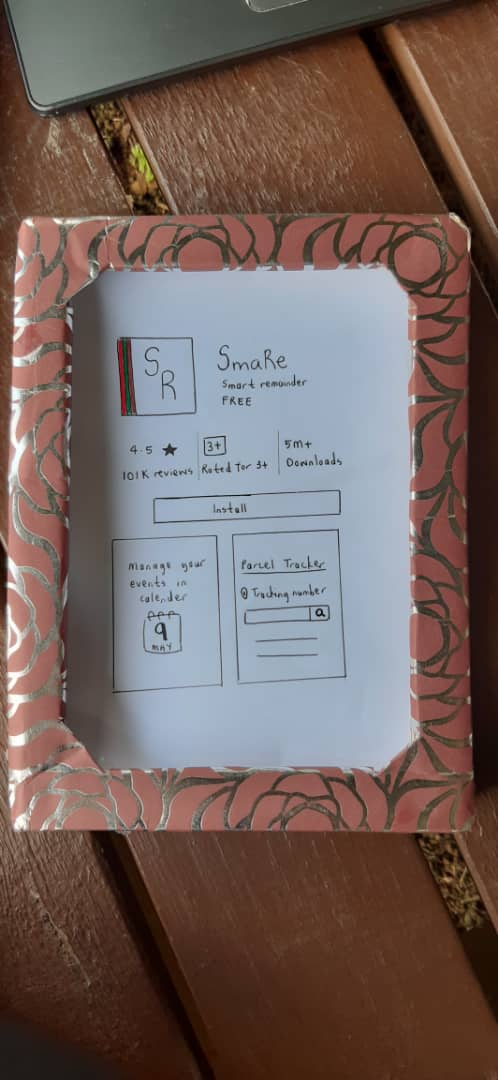 S
R
SmaRe
Smart remainder
FREE
4.5 ★
101K reviews
3+
Rated for 3+
5m+
Downloads
Install
Manage your
events in
calender
9
MAY
Parcel Tracker
Tracking number